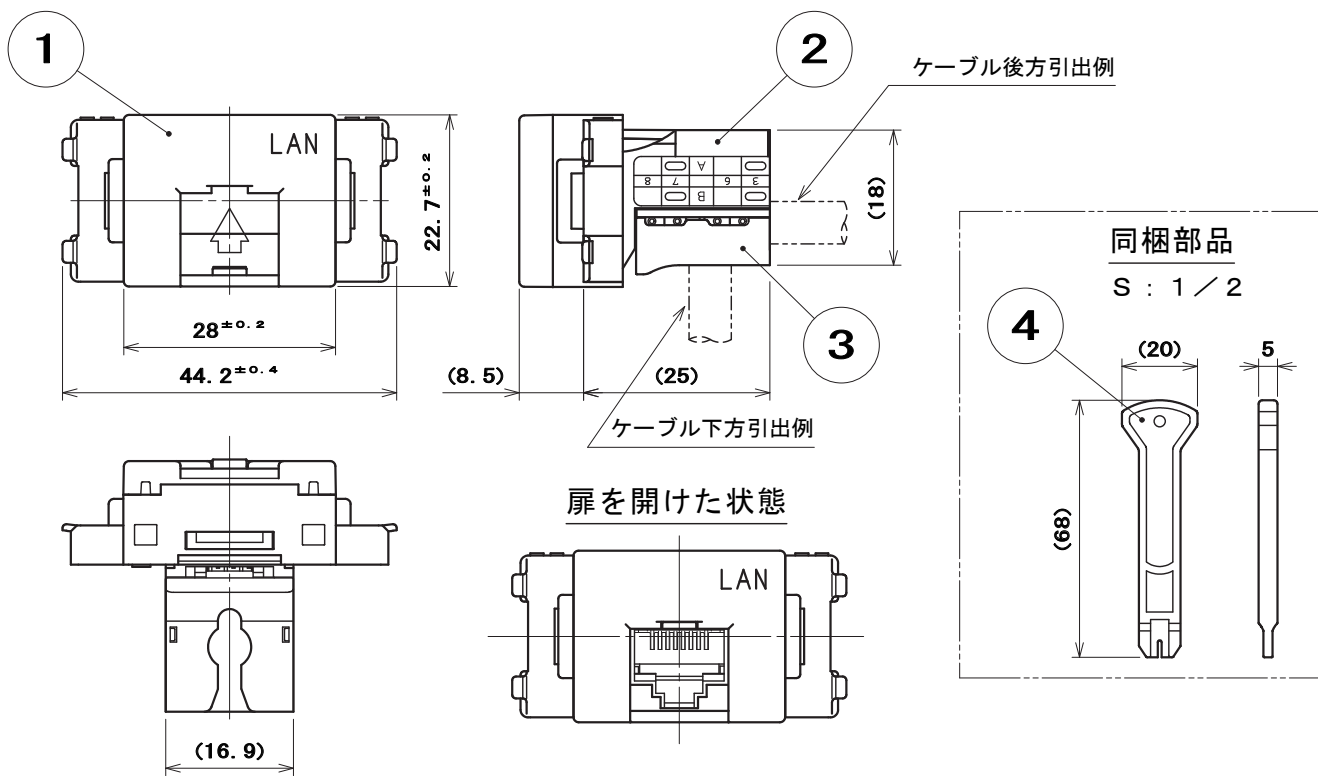 1
2
ケーブル後方引出例
LAN
22.7±0.2
A
8 7 6 3
B
(18)
28±0.2
44.2±0.4
3
(8.5)
(25)
ケーブル下方引出例
同梱部品
S : 1/2
4
(20)
5
(68)
扉を開けた状態
LAN
(16.9)